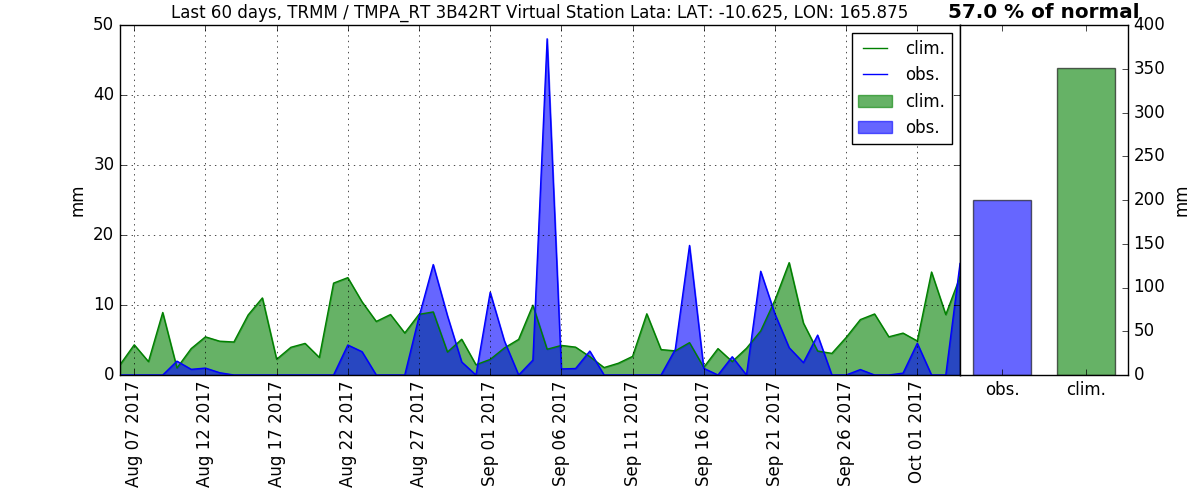 Last 60 days, TRMM / TMPA_RT 3B42RT Virtual Station Lata: LAT: -10.625, LON: 165.875
57.0 % of normal
50
40
30
20
10
0
mm
clim.
obs.
clim.
obs.
400
350
300
250
200
150
100
50
0
mm
obs.
clim.
Aug 07 2017
Aug 12 2017
Aug 17 2017
Aug 22 2017
Aug 27 2017
Sep 01 2017
Sep 06 2017
Sep 11 2017
Sep 16 2017
Sep 21 2017
Sep 26 2017
Oct 01 2017